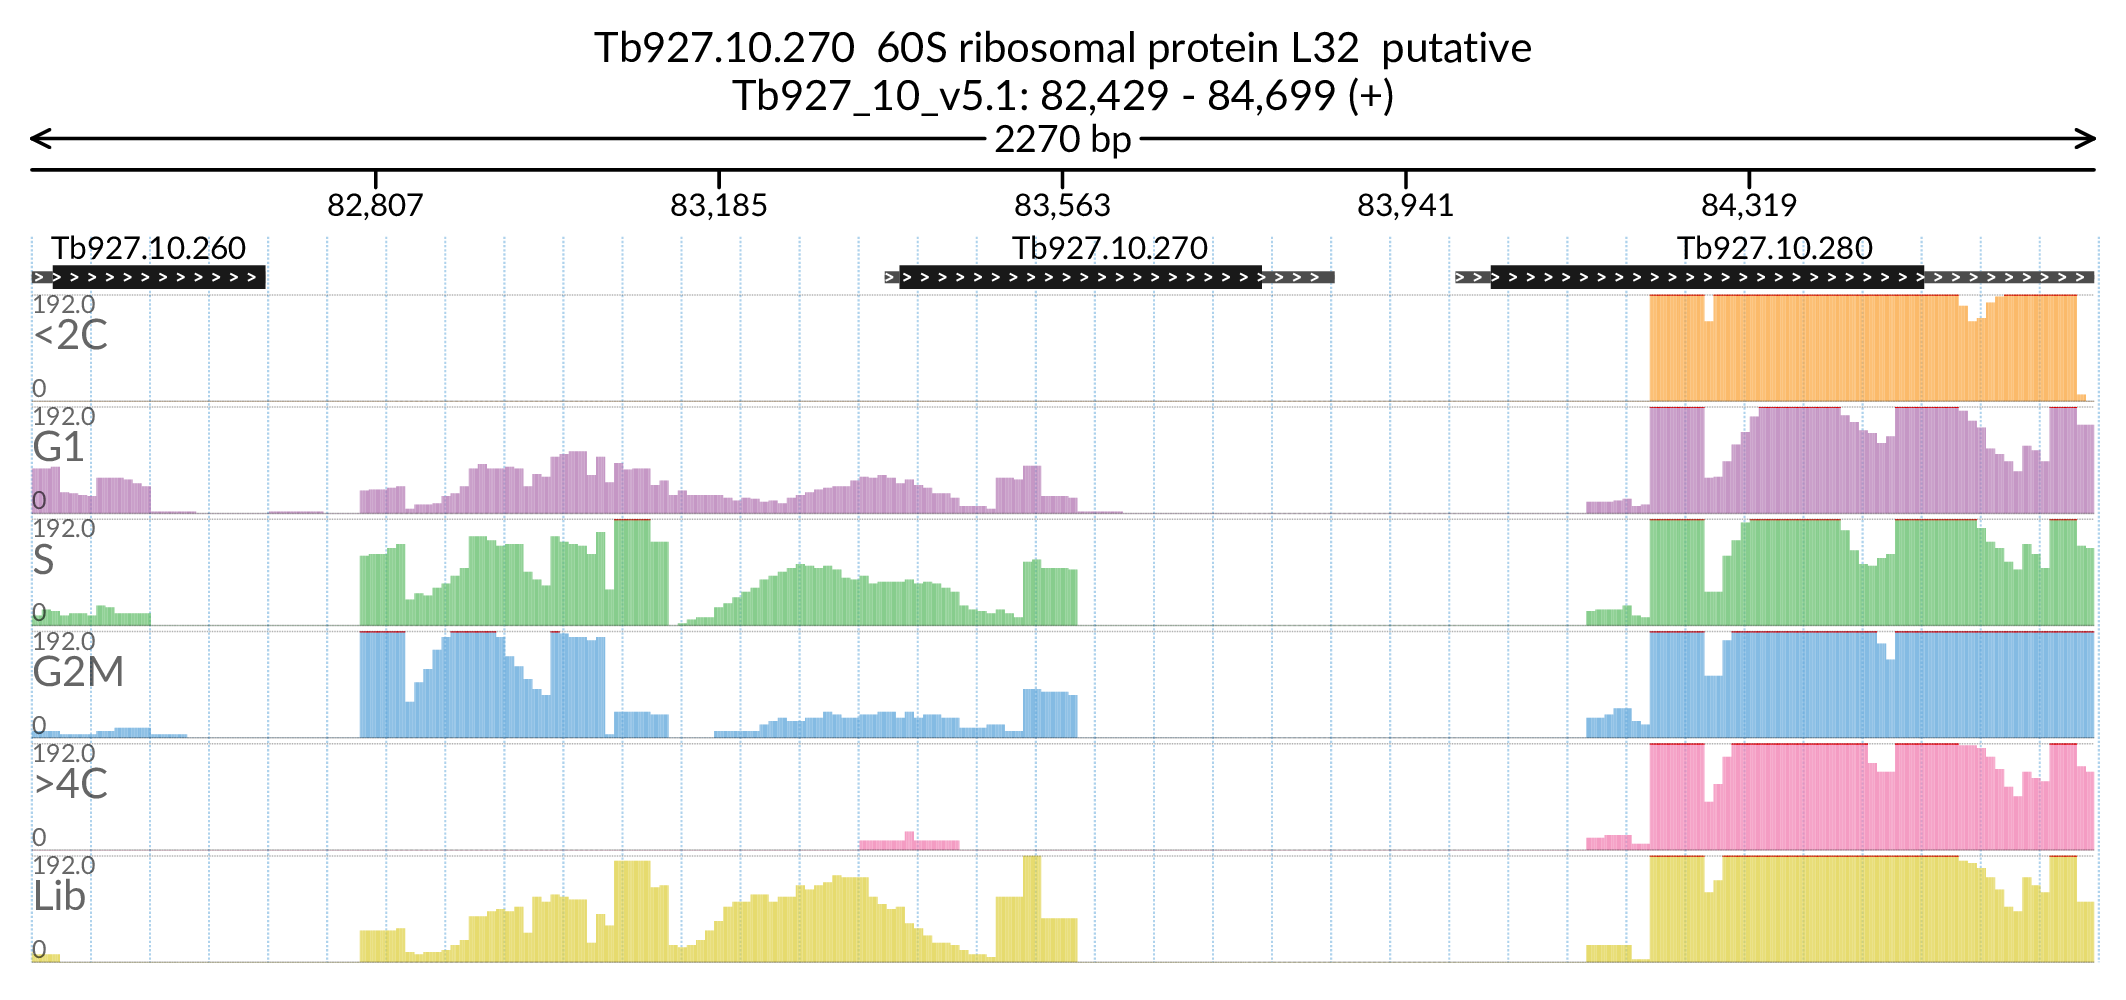 Tb927.10.270  60S ribosomal protein L32  putative
Tb927_10_v5.1: 82,429 - 84,699 (+)
2270 bp
82,807 83,185 83,563 83,941 84,319
Tb927.10.260 Tb927.10.270 Tb927.10.280
192.0
<2C
0
192.0
G1
0
192.0
S
0
192.0
G2M
0
192.0
>4C
0
192.0
Lib
0